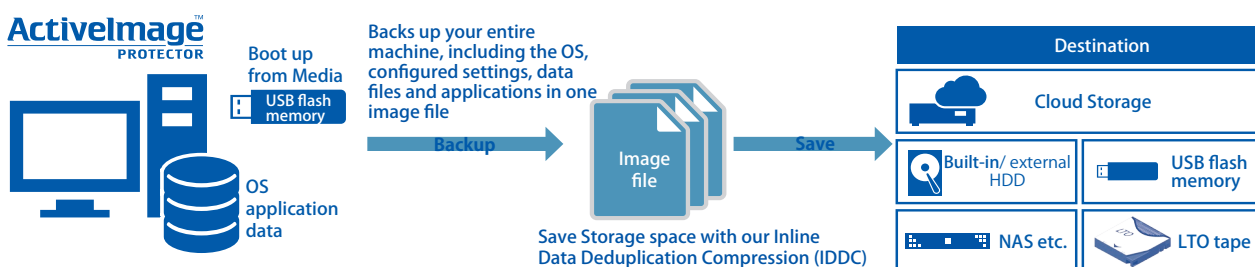 ActiveImage™
PROTECTOR
Boot up
from Media
USB flash
memory
OS
application
data
Backs up your entire
machine, including the OS,
configured settings, data
files and applications in one
image file
Backup
Image
file
Save Storage space with our Inline
Data Deduplication Compression (IDDC)
Save
Destination
Cloud Storage
Built-in/ external
HDD
USB flash
memory
NAS etc.
LTO
LTO tape